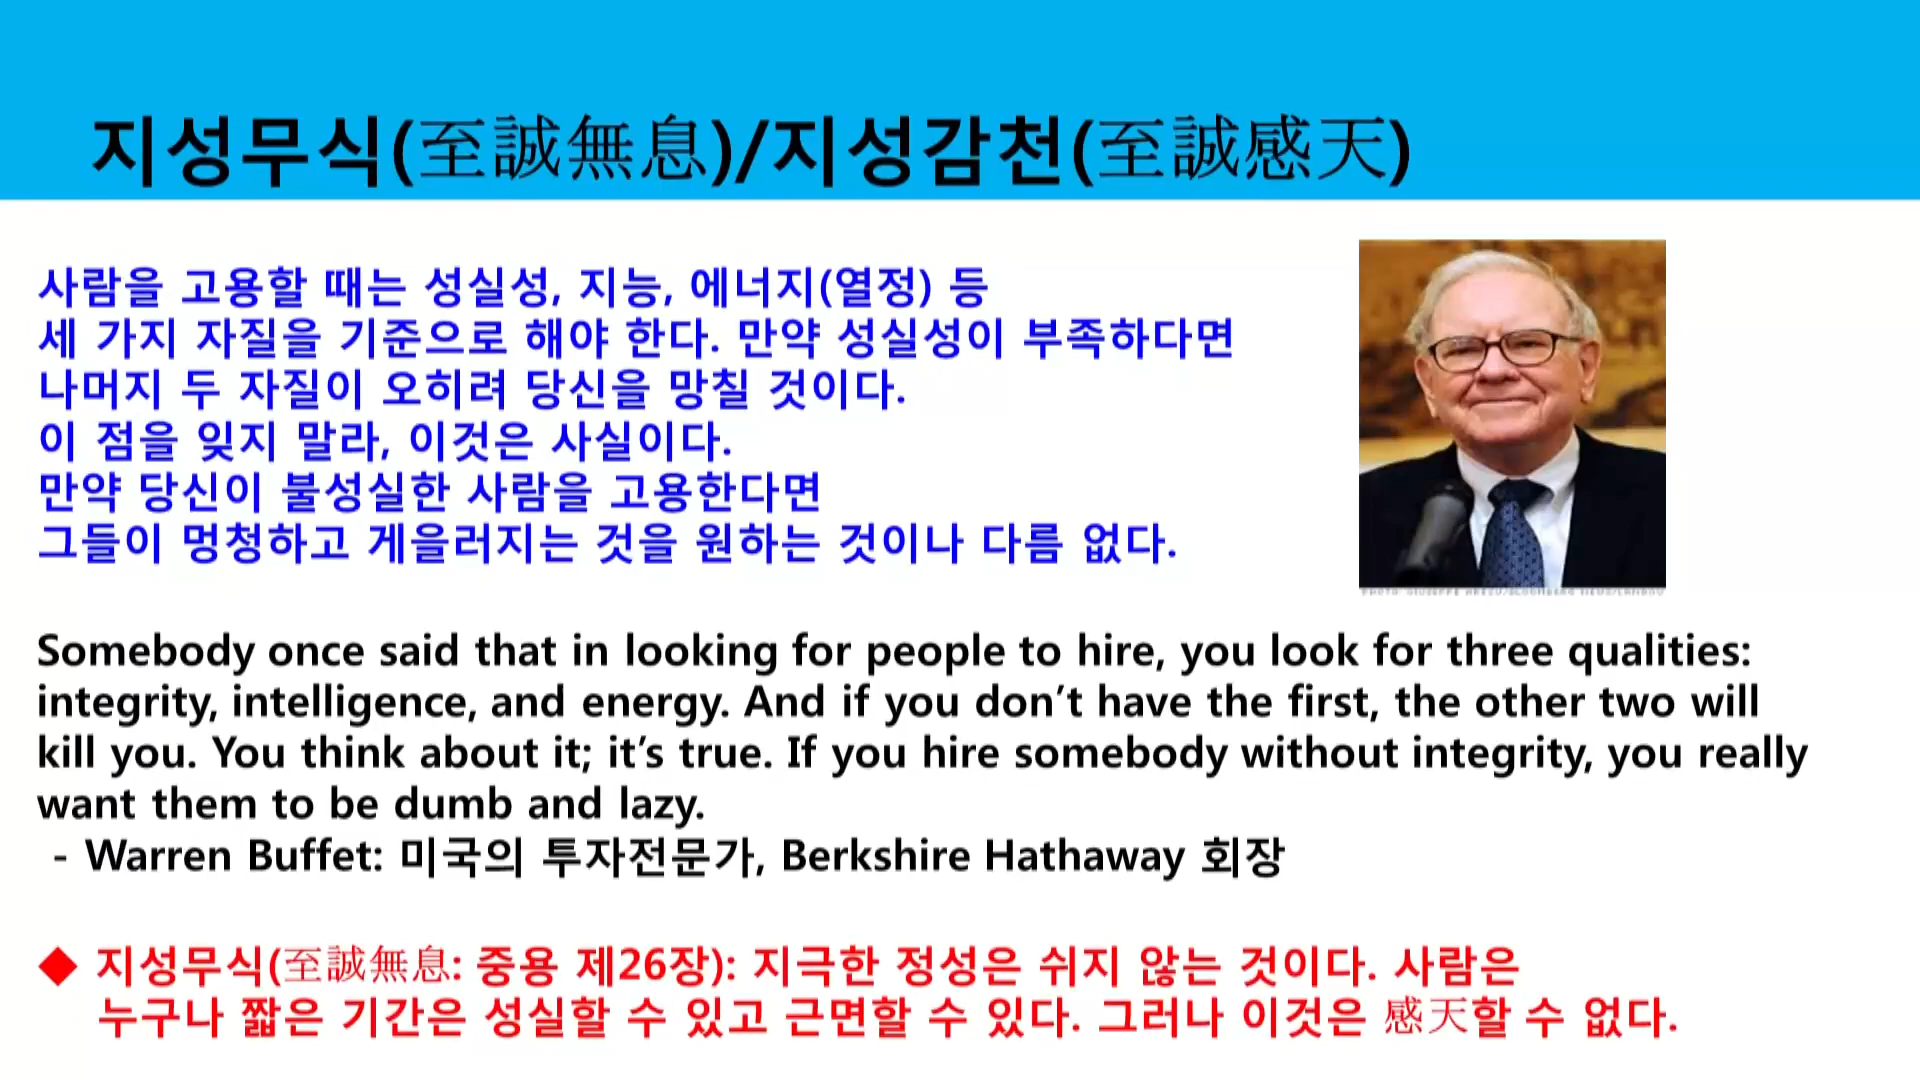 지성무식(至誠無息)/지성감천(至誠感天)
사람을 고용할 때는 성실성, 지능, 에너지(열정) 등
세 가지 자질을 기준으로 해야 한다. 만약 성실성이 부족하다면
나머지 두 자질이 오히려 당신을 망칠 것이다.
이 점을 잊지 말라, 이것은 사실이다.
만약 당신이 불성실한 사람을 고용한다면
그들이 멍청하고 게을러지는 것을 원하는 것이나 다름 없다.
Somebody once said that in looking for people to hire, you look for three qualities:
integrity, intelligence, and energy. And if you don’t have the first, the other two will
kill you. You think about it; it’s true. If you hire somebody without integrity, you really
want them to be dumb and lazy.
- Warren Buffet: 미국의 투자전문가, Berkshire Hathaway 회장
◆ 지성무식(至誠無息: 중용 제26장): 지극한 정성은 쉬지 않는 것이다. 사람은
누구나 짧은 기간은 성실할 수 있고 근면할 수 있다. 그러나 이것은 感天할 수 없다.